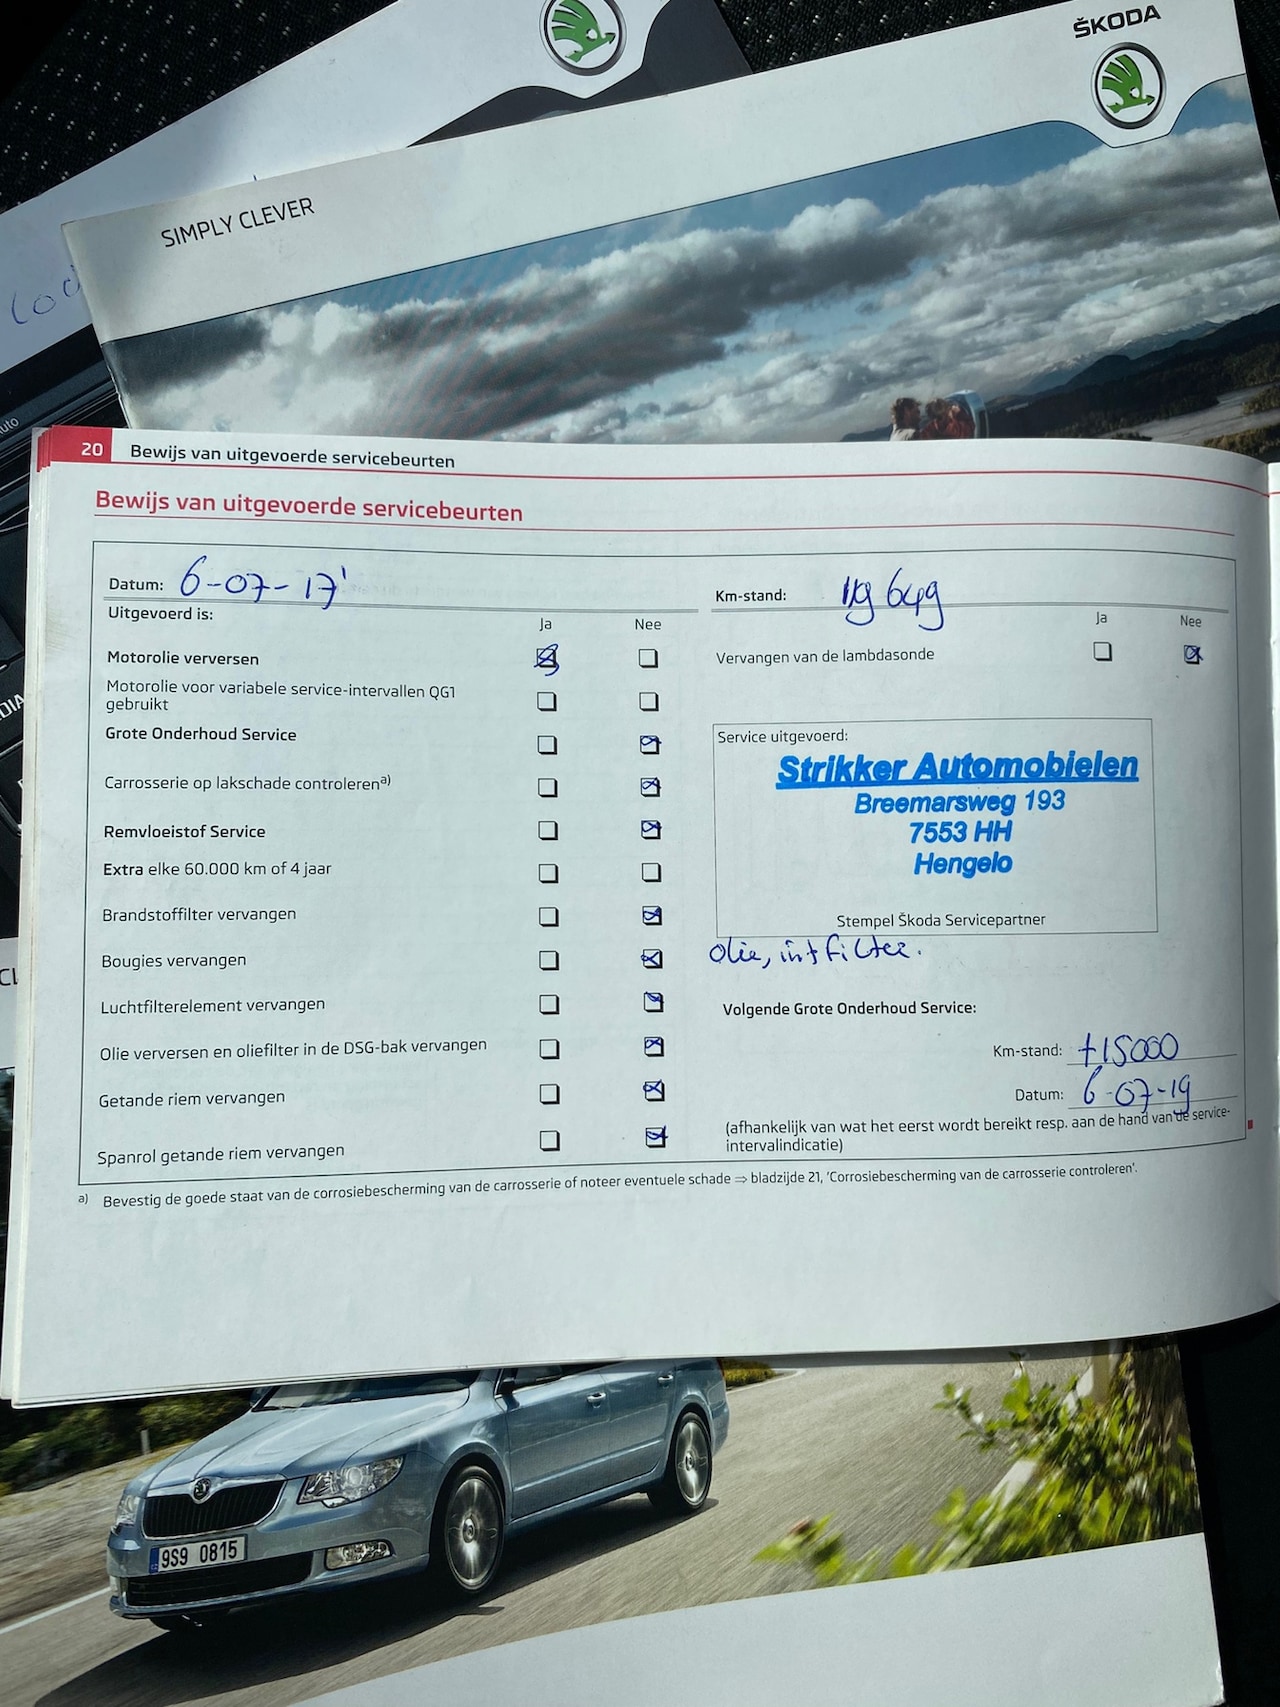 ŠKODA
SIMPLY CLEVER
20 Bewijs van uitgevoerde servicebeurten
Bewijs van uitgevoerde servicebeurten
Datum: 6-07-17'
Km-stand:
Uitgevoerd is:
Ja Nee
Ja Nee
Motorolie verversen
Vervangen van de lambdasonde
Motorolie voor variabele service-intervallen QG1
gebruikt
Grote Onderhoud Service
Carrosserie op lakschade controleren a)
Remvloeistof Service
Extra elke 60.000 km of 4 jaar
Brandstoffilter vervangen
Bougies vervangen
Luchtfilterelement vervangen
Olie verversen en oliefilter in de DSG-bak vervangen
Getande riem vervangen
Spanrol getande riem vervangen
Service uitgevoerd:
Strikker Automobielen
Breemarsweg 193
7553 HH
Hengelo
Stempel Škoda Servicepartner
olie, int filter.
Volgende Grote Onderhoud Service:
Km-stand: +15000
Datum: 6-07-19
(afhankelijk van wat het eerst wordt bereikt resp. aan de hand van de service-
intervalindicatie)
a) Bevestig de goede staat van de corrosiebescherming van de carrosserie of noteer eventuele schade ⇒ bladzijde 21, 'Corrosiebescherming van de carrosserie controleren'.
9S9 0815